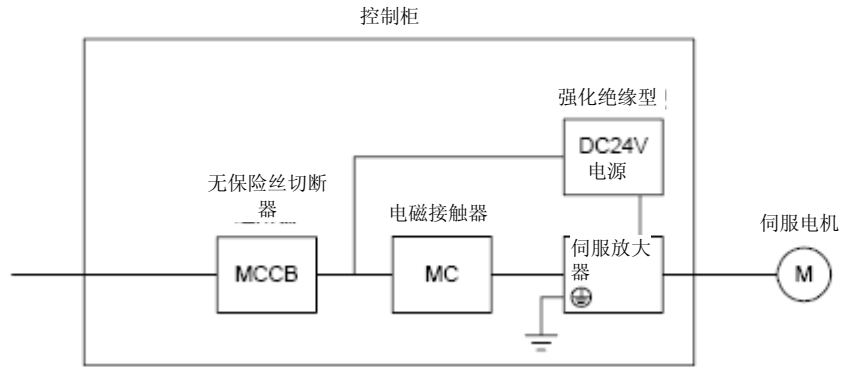 控制柜
强化绝缘型
DC24V
电源
无保险丝切断
器
电磁接触器
伺服电机
伺服放大
器
MCCB
MC
M